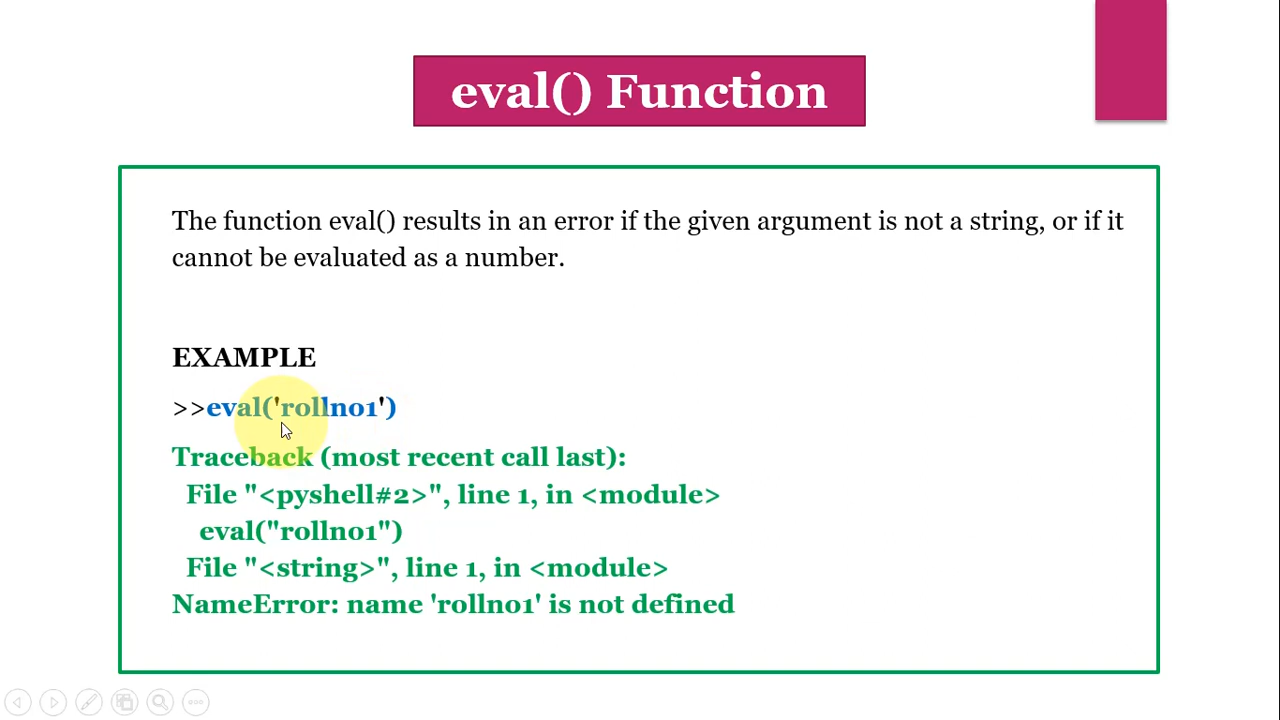 eval() Function
The function eval() results in an error if the given argument is not a string, or if it
cannot be evaluated as a number.
EXAMPLE
>>eval('rollno1')
Traceback (most recent call last):
File "<pyshell#2>", line 1, in <module>
eval("rollno1")
File "<string>", line 1, in <module>
NameError: name 'rollno1' is not defined